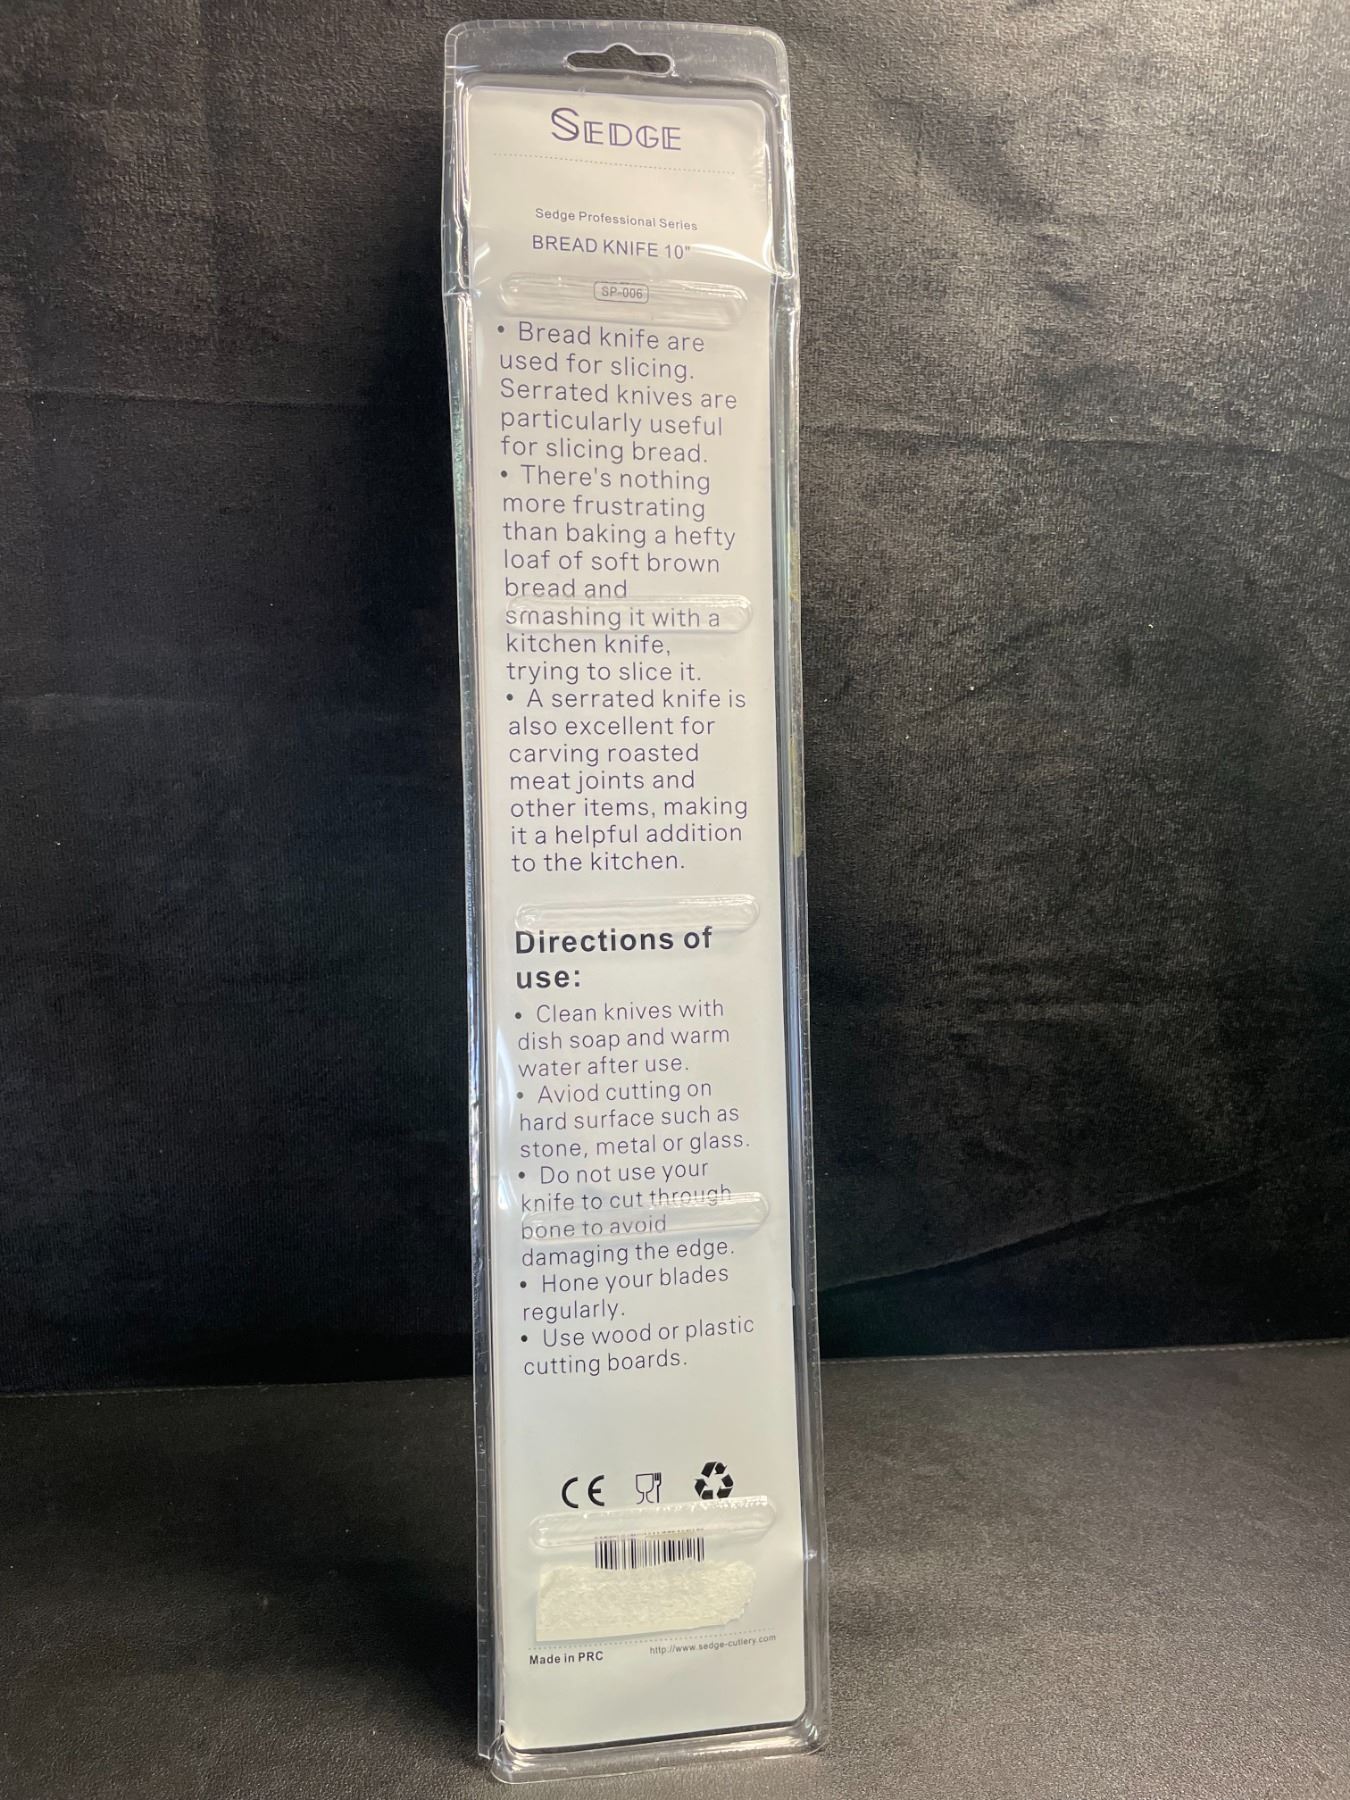 SEDGE
Sedge Professional Series
BREAD KNIFE 10"
SP-006
• Bread knife are
used for slicing.
Serrated knives are
particularly useful
for slicing bread.
• There's nothing
more frustrating
than baking a hefty
loaf of soft brown
bread and
smashing it with a
kitchen knife,
trying to slice it.
• A serrated knife is
also excellent for
carving roasted
meat joints and
other items, making
it a helpful addition
to the kitchen.
Directions of
use:
• Clean knives with
dish soap and warm
water after use.
• Aviod cutting on
hard surface such as
stone, metal or glass.
• Do not use your
knife to cut through
bone to avoid
damaging the edge.
• Hone your blades
regularly.
• Use wood or plastic
cutting boards.
CE
Made in PRC
http://www.sedge-cutlery.com